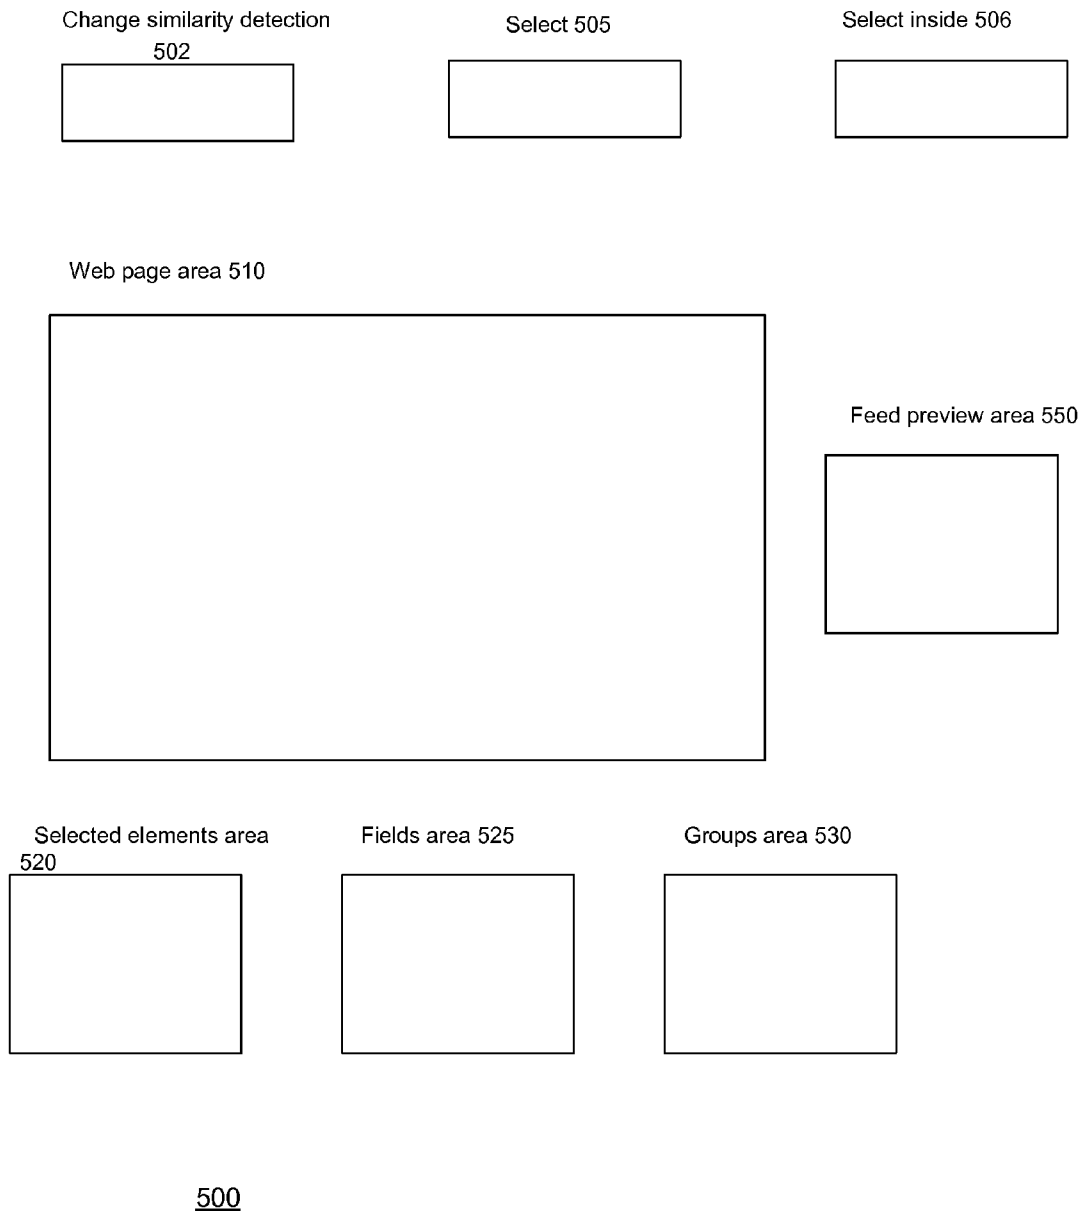 Change similarity detection
502
Select 505
Select inside 506
Web page area 510
Feed preview area 550
Selected elements area
520
Fields area 525
Groups area 530
500